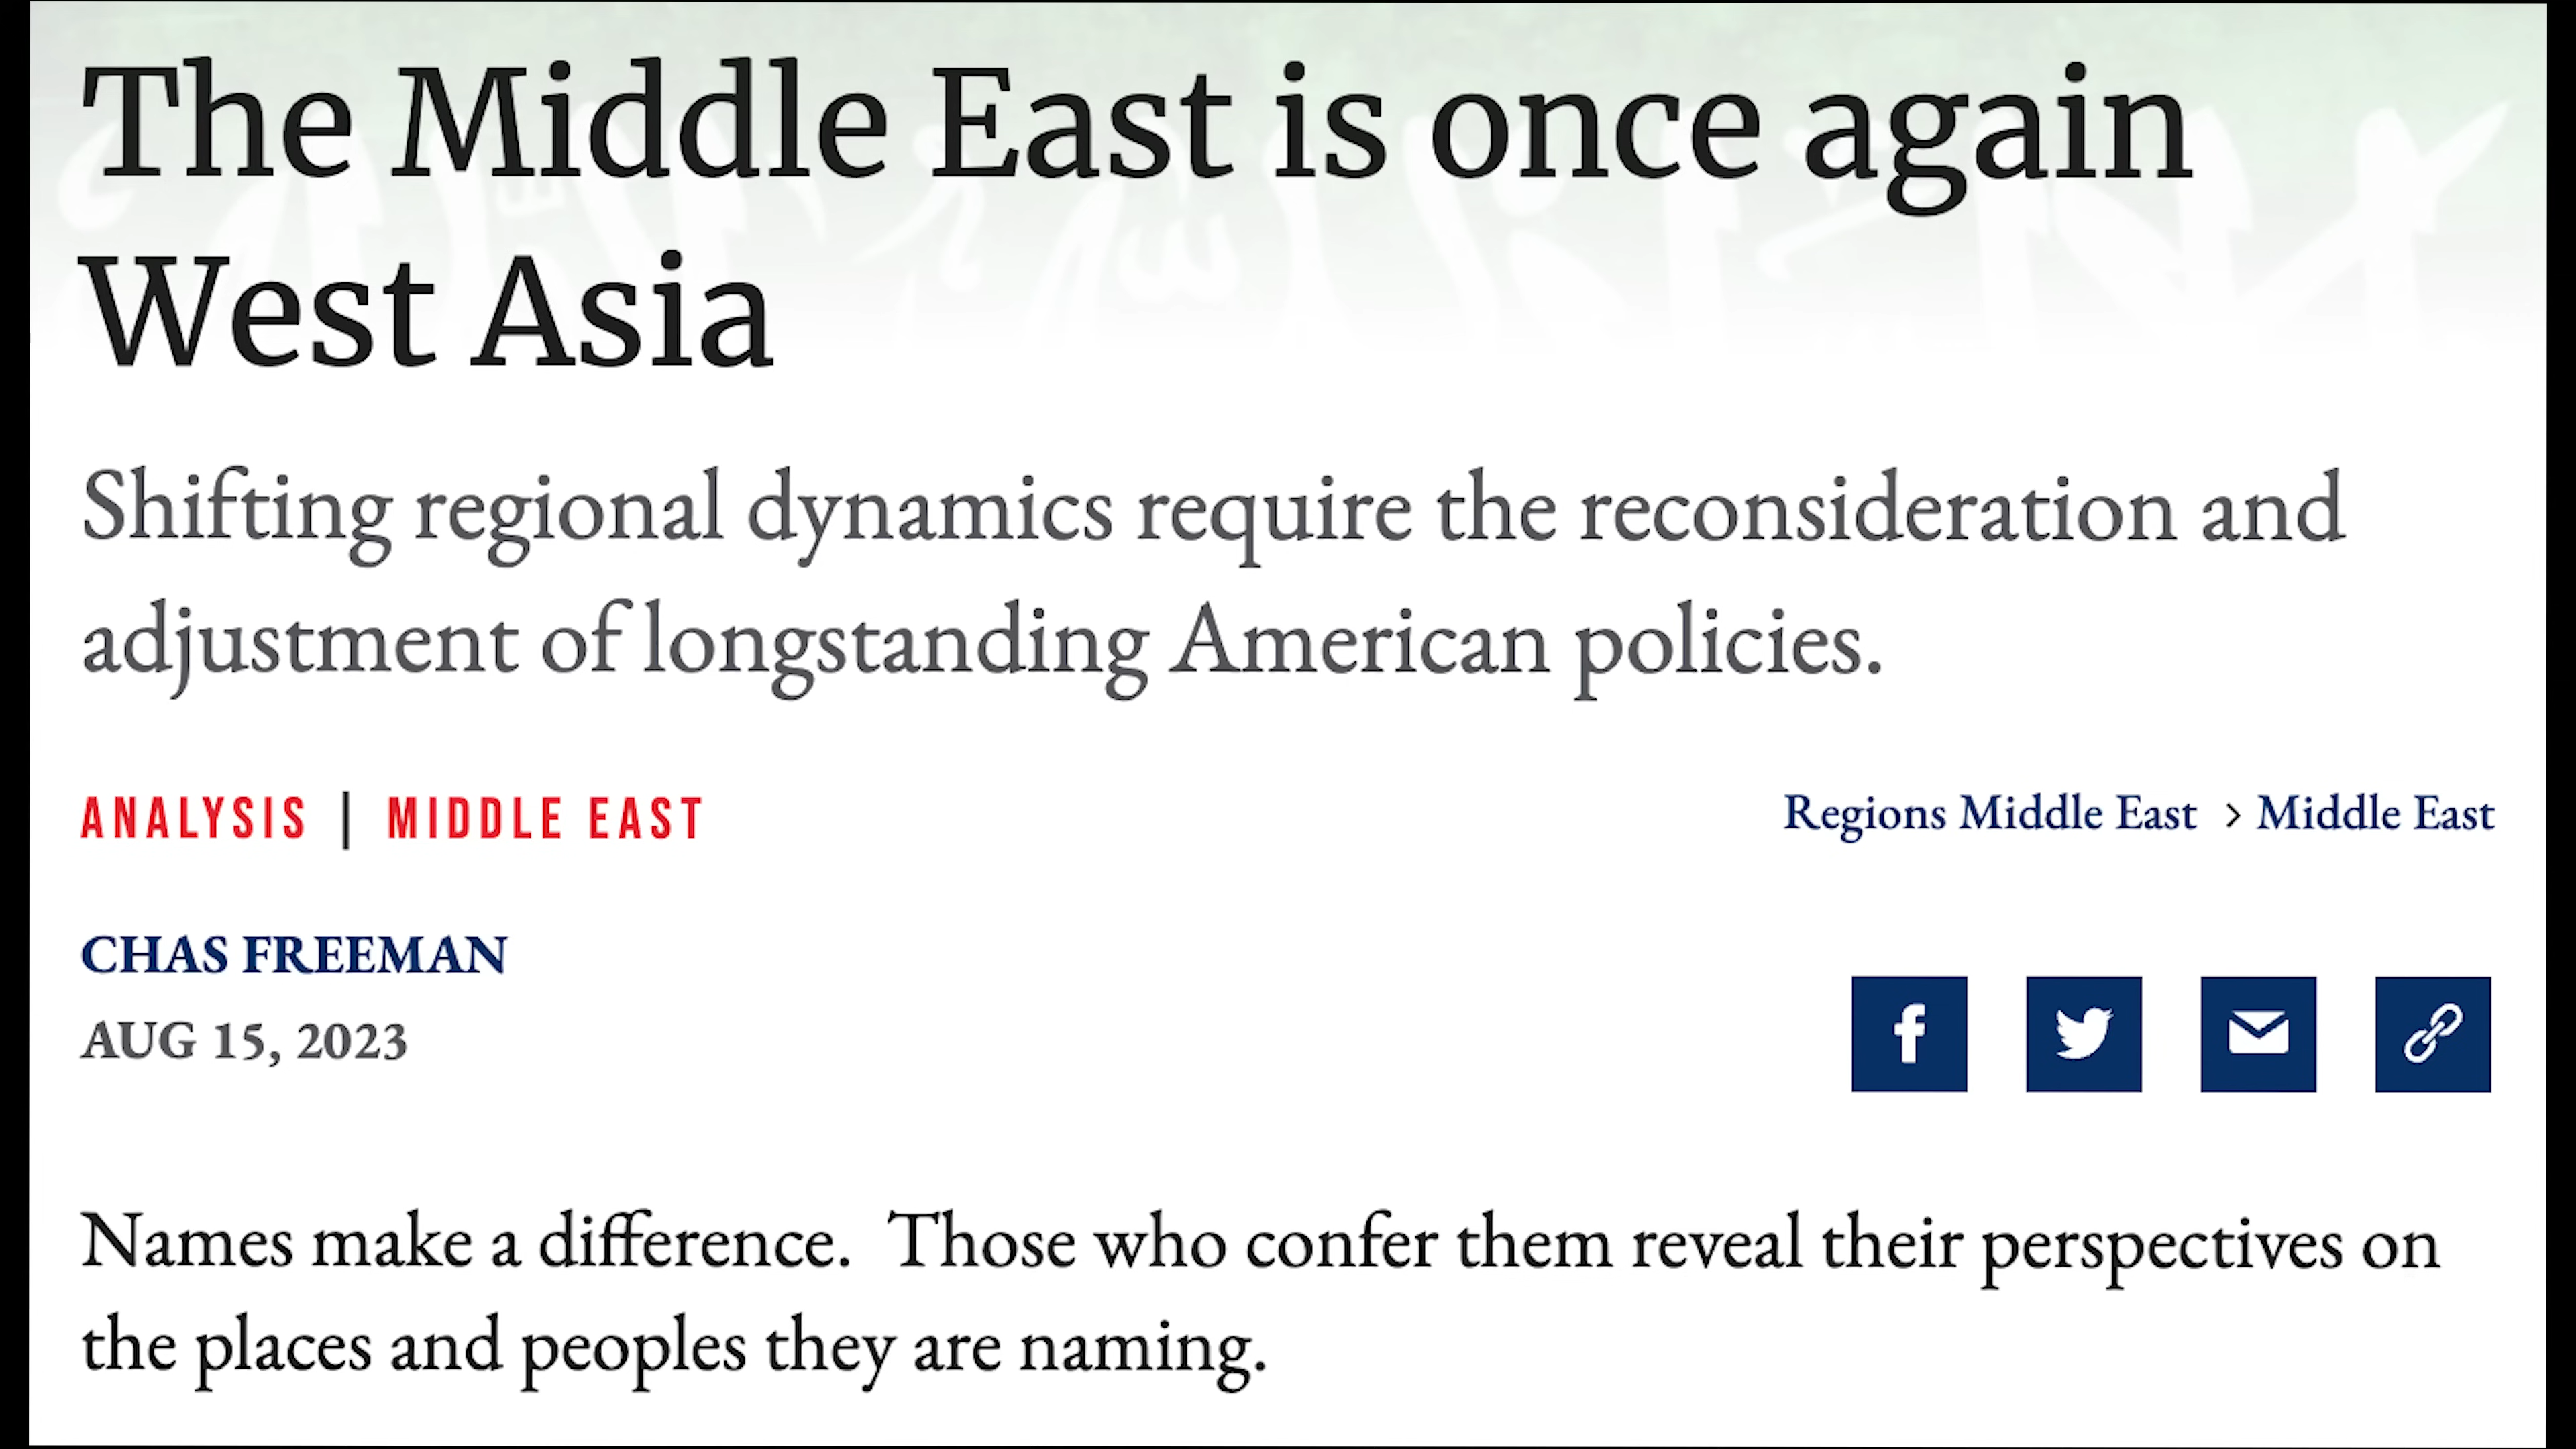 The Middle East is once again
West Asia
Shifting regional dynamics require the reconsideration and
adjustment of longstanding American policies.
ANALYSIS | MIDDLE EAST
Regions Middle East > Middle East
CHAS FREEMAN
AUG 15, 2023
Names make a difference.  Those who confer them reveal their perspectives on
the places and peoples they are naming.